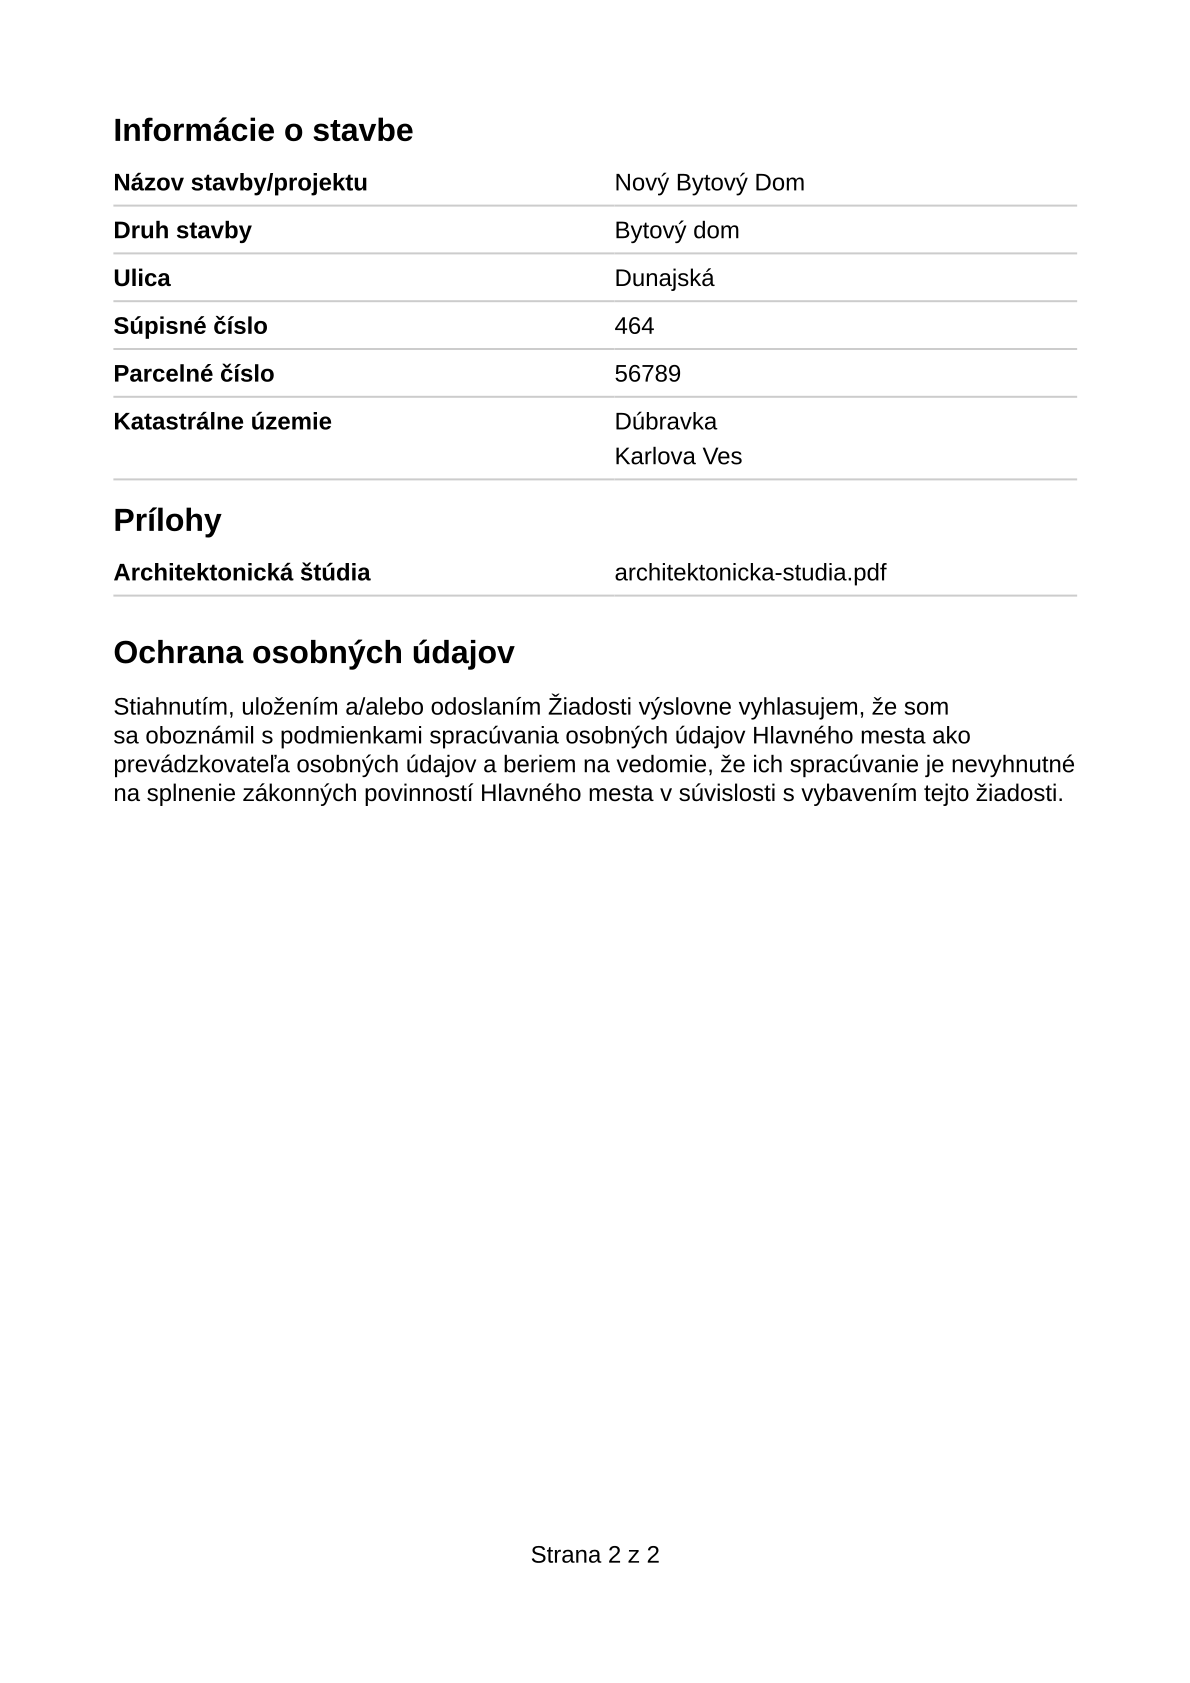 Informácie o stavbe
Názov stavby/projektu Nový Bytový Dom
Druh stavby Bytový dom
Ulica Dunajská
Súpisné číslo 464
Parcelné číslo 56789
Katastrálne územie Dúbravka
Karlova Ves
Prílohy
Architektonická štúdia architektonicka-studia.pdf
Ochrana osobných údajov
Stiahnutím, uložením a/alebo odoslaním Žiadosti výslovne vyhlasujem, že som
sa oboznámil s podmienkami spracúvania osobných údajov Hlavného mesta ako
prevádzkovateľa osobných údajov a beriem na vedomie, že ich spracúvanie je nevyhnutné
na splnenie zákonných povinností Hlavného mesta v súvislosti s vybavením tejto žiadosti.
Strana 2 z 2